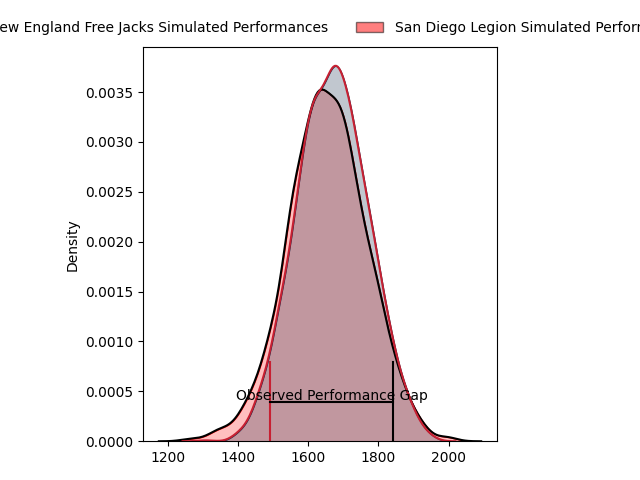 ew England Free Jacks Simulated Performances
San Diego Legion Simulated Perfor
0.0035
0.0030
0.0025
0.0020
0.0015
0.0010
0.0005
0.0000
Density
Observed Performance Gap
1200 1400 1600 1800 2000